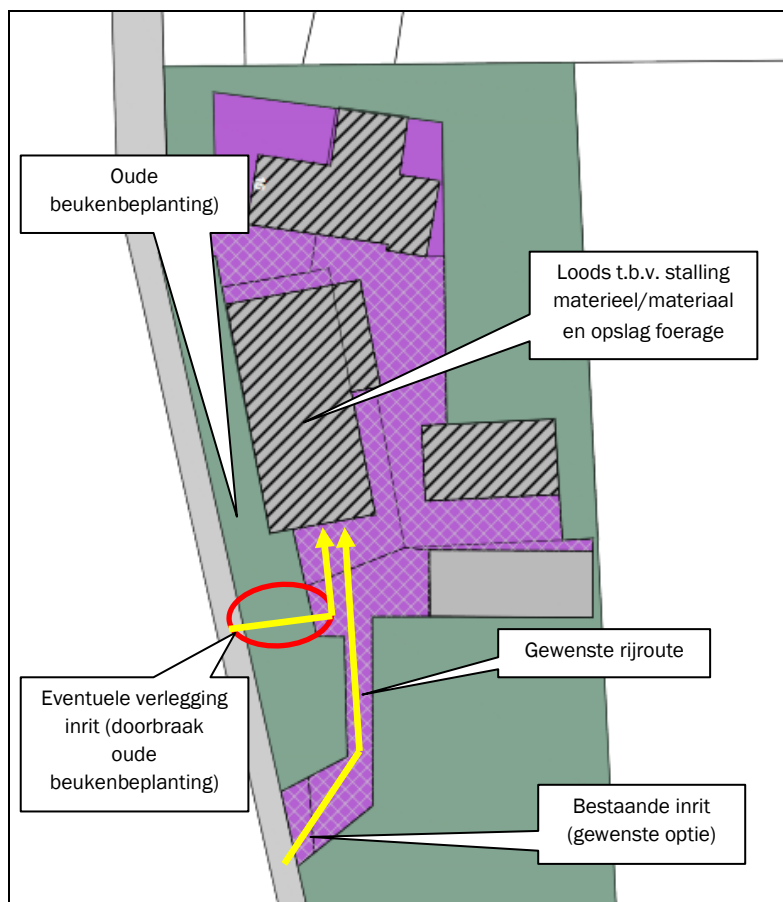 Oude
beukenbeplanting)
Loods t.b.v. stalling
materieel/materiaal
en opslag foerage
Gewenste rijroute
Eventuele verlegging
inrit (doorbraak
oude
beukenbeplanting)
Bestaande inrit
(gewenste optie)